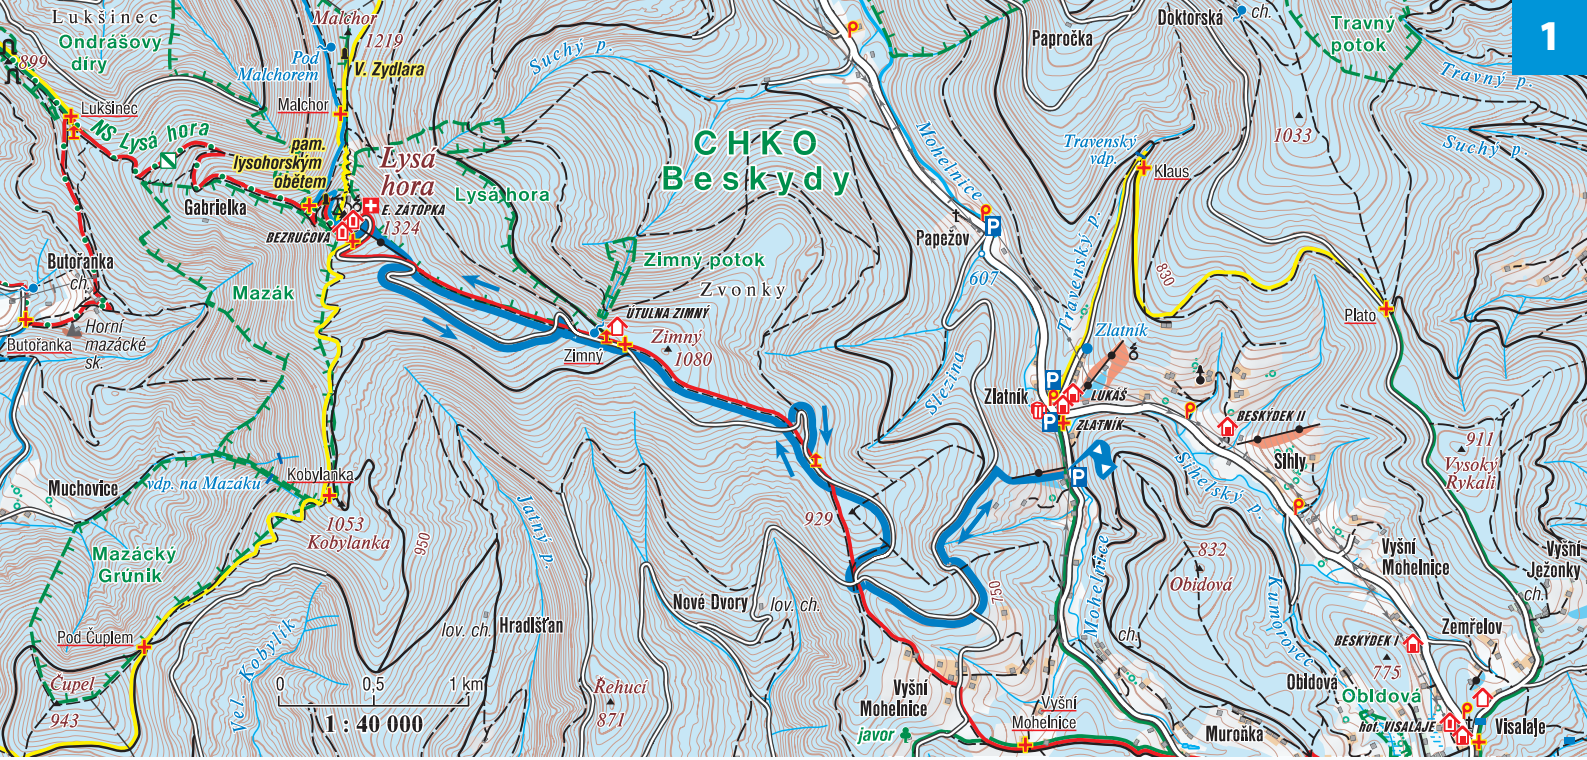 Lukšinec
Malchor
1219
Ondrášovy
díry
899
Pod
Malchorem
V. Zydlara
Suchý p.
Lukšinec
Malchor
NS Lysá hora
pam.
lysohorským
obětem
Lysá
hora
Gabrielka
E. ZÁTOPKA
1324
BEZRUČOVA
Lysá hora
CHKO
Beskydy
Mohelnice
Papročka
Doktorská
ch.
Travný
potok
1
Travný p.
Travenský
vdp.
1033
Suchý p.
Klaus
Papežov
607
Travenský p.
830
Butořanka
ch.
Mazák
Zimný potok
Zvonky
Horní
mazácké
sk.
Butořanka
ÚTULNA ZIMNÝ
Zimný
Zimný
1080
Slezina
Zlatník
Plato
Zlatník
LUKÁŠ
ZLATNÍK
BESKÝDEK II
Sihly
911
Vysoký
Rykali
Sihelský p.
Muchovice
vdp. na Mazáku
Kobylanka
1053
Kobylanka
950
Jatný p.
929
Mazácký
Grúnik
Mohelnice
832
Obidová
Vyšní
Mohelnice
Vyšní
Ježonky
ch.
Kumorovec
750
Nové Dvory
lov. ch.
lov. ch.
Hradišťan
Pod Čuplem
Vel. Kobylík
ch.
Zemřelov
BESKÝDEK I
775
Čupel
943
0
0,5
1 km
1 : 40 000
Řehucí
871
Vyšní
Mohelnice
javor
Vyšní
Mohelnice
Obidová
Obidová
hot. VISALAJE
Visalaje
Muroňka